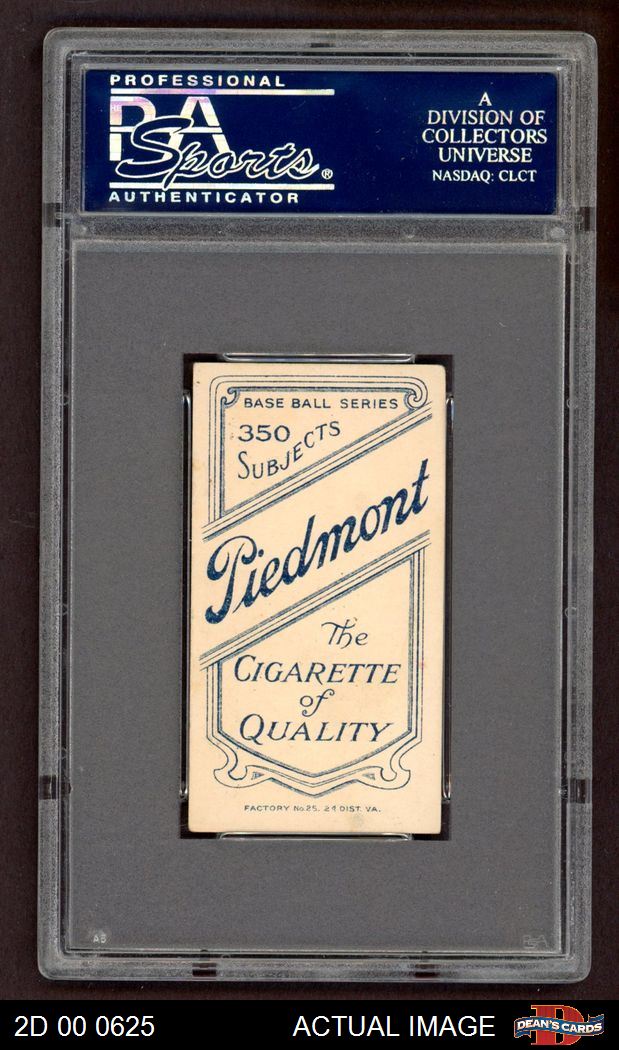 PROFESSIONAL
PSA
Sports®
AUTHENTICATOR
A
DIVISION OF
COLLECTORS
UNIVERSE
NASDAQ: CLCT
BASE BALL SERIES
350
SUBJECTS
Piedmont
The
CIGARETTE
of
QUALITY
FACTORY No. 25. 2d DIST. VA.
PSA
2D 00 0625
ACTUAL IMAGE
D
DEAN'S CARDS